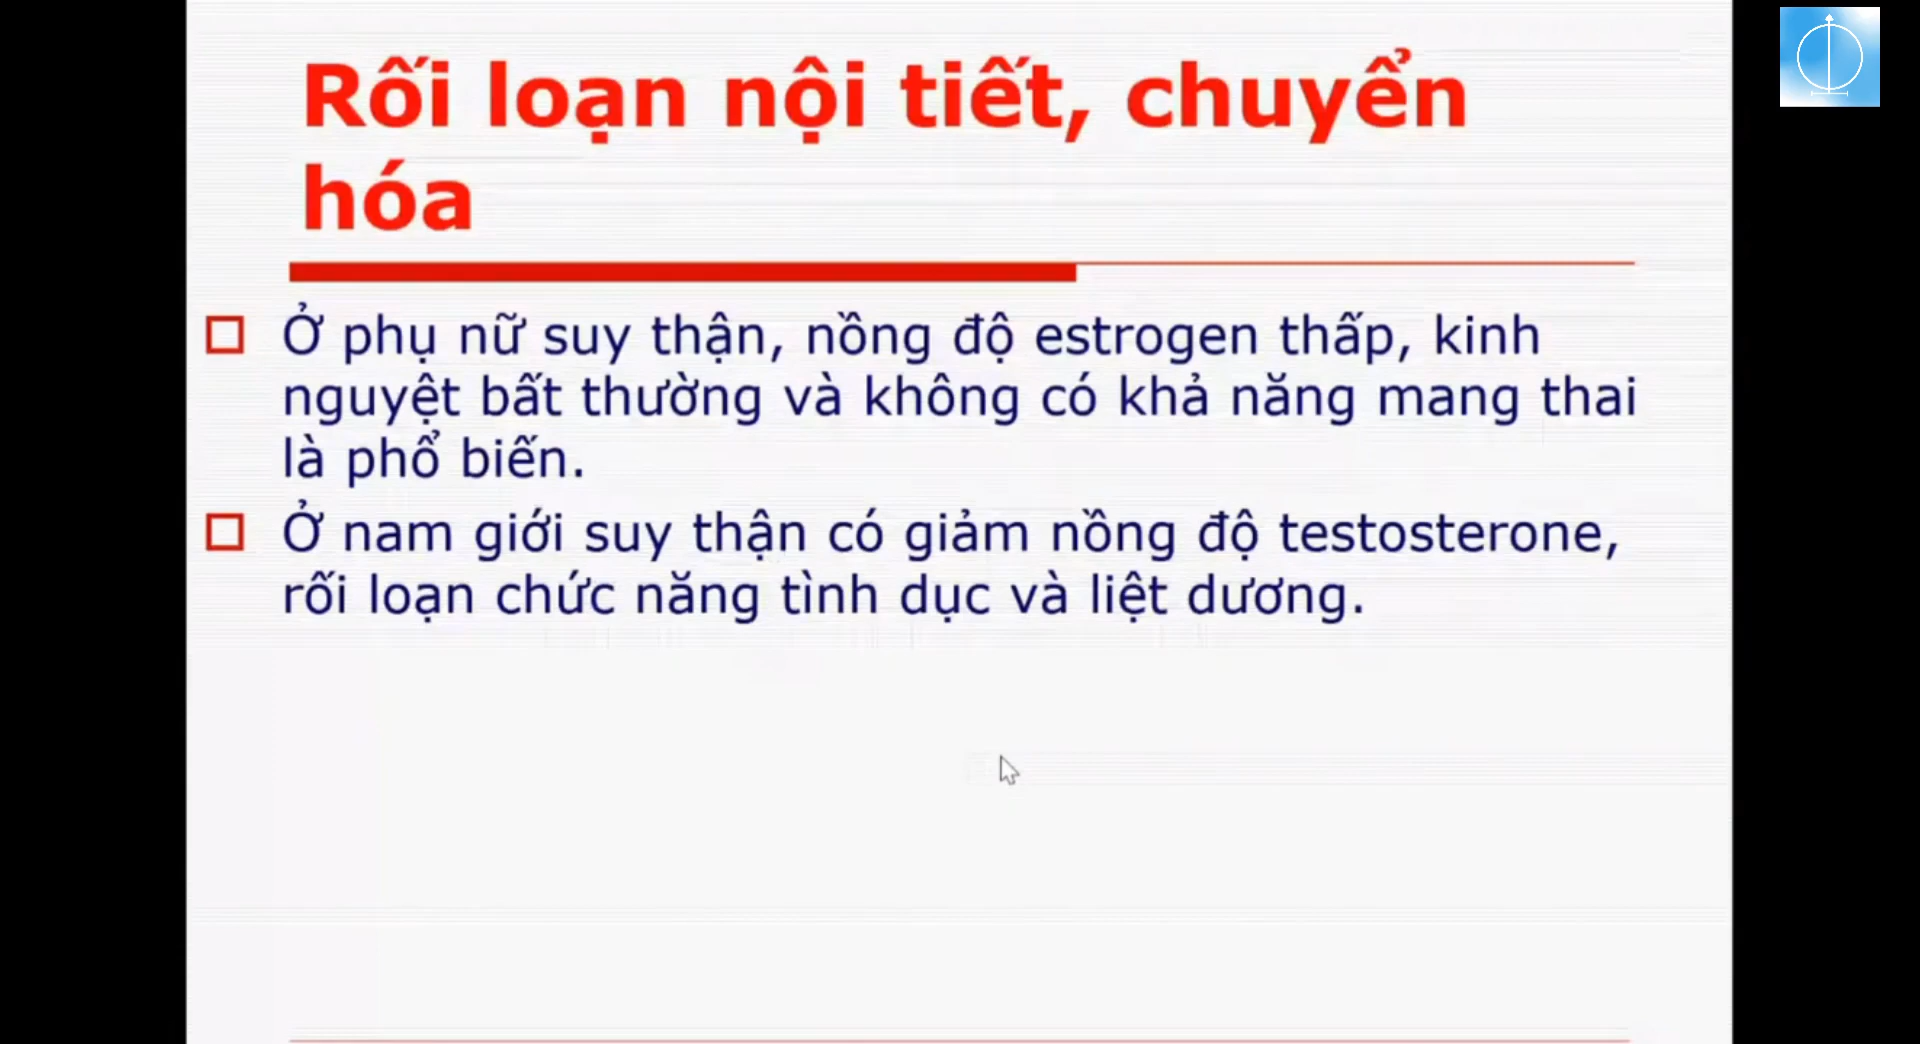 Rối loạn nội tiết, chuyển
hóa
Ở phụ nữ suy thận, nồng độ estrogen thấp, kinh
nguyệt bất thường và không có khả năng mang thai
là phổ biến.
Ở nam giới suy thận có giảm nồng độ testosterone,
rối loạn chức năng tình dục và liệt dương.